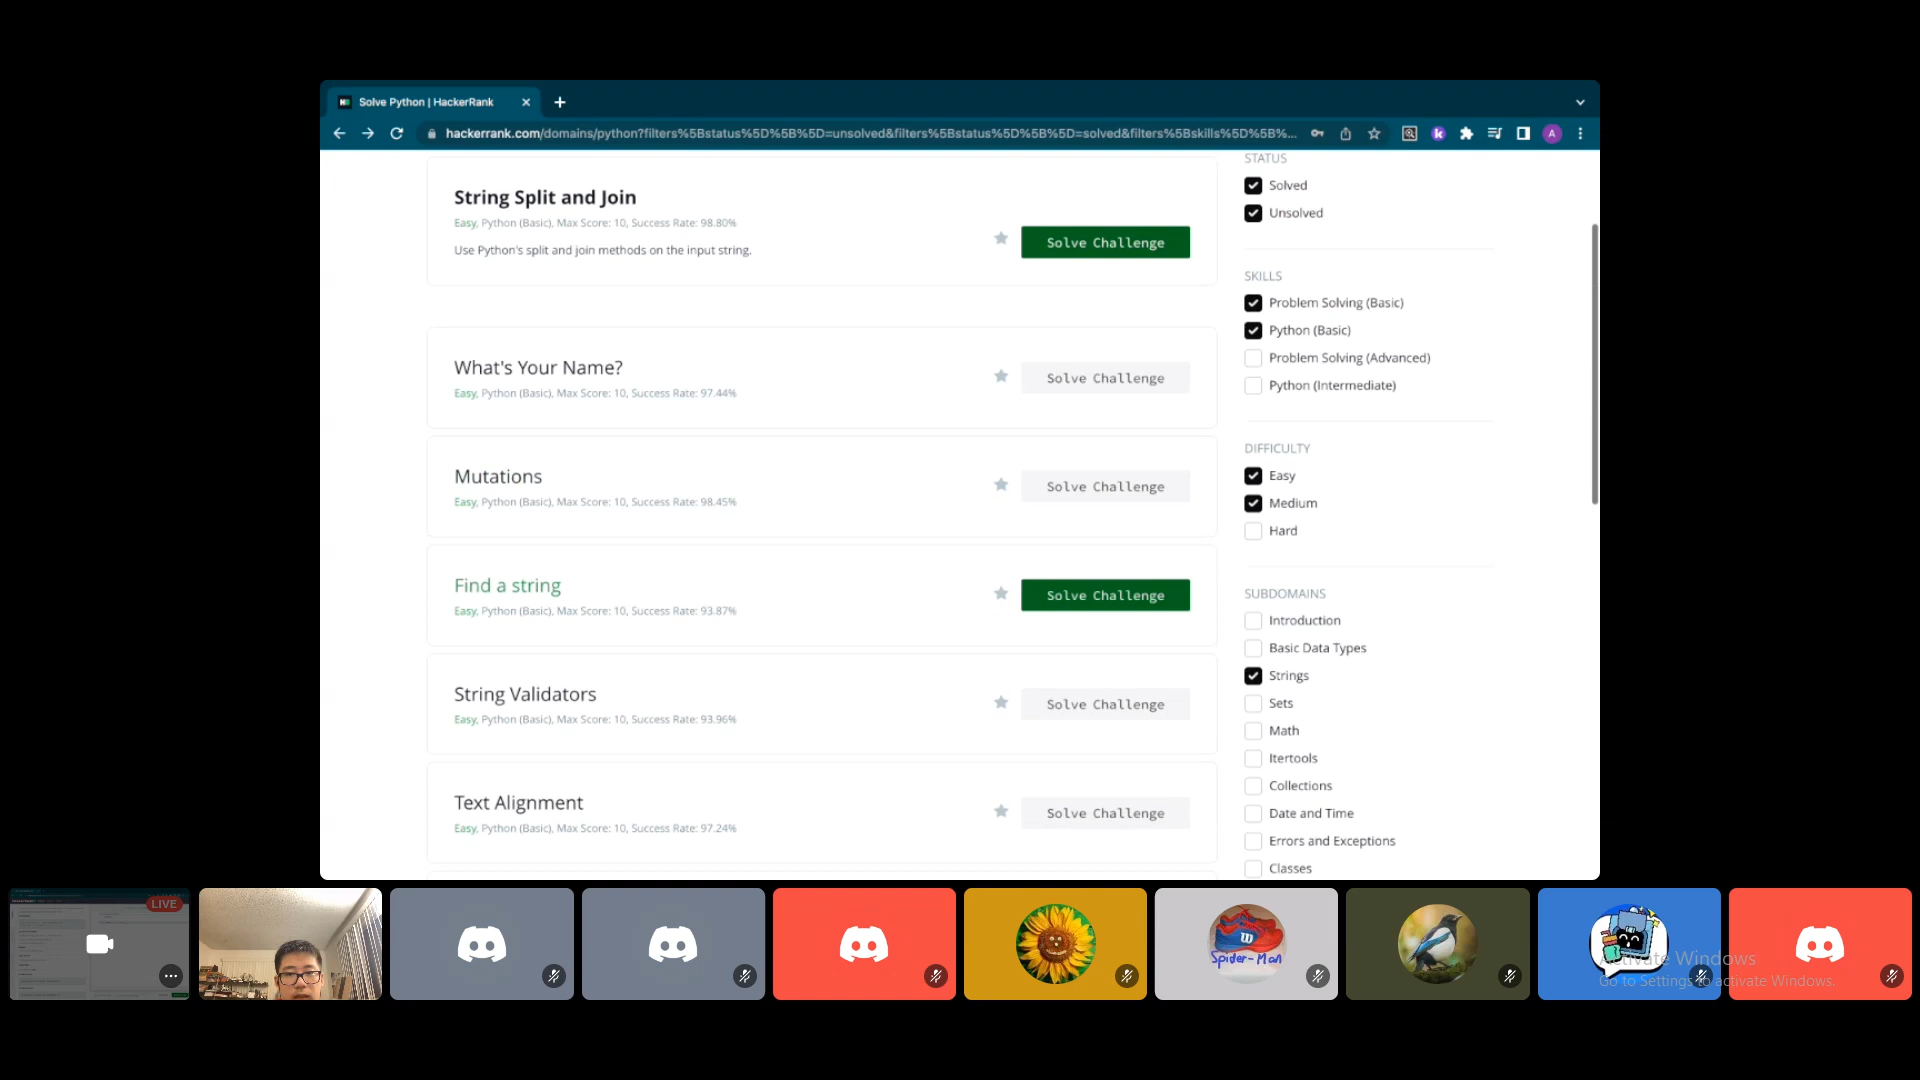 Solve Python | HackerRank
hackerrank.com/domains/python?filters%5Bstatus%5D%5B%5D=unsolved&filters%5Bstatus%5D%5B%5D=solved&filters%5Bskills%5D%5B%...
A
String Split and Join
Easy, Python (Basic), Max Score: 10, Success Rate: 98.80%
Use Python's split and join methods on the input string.
Solve Challenge
What's Your Name?
Easy, Python (Basic), Max Score: 10, Success Rate: 97.44%
Solve Challenge
Mutations
Easy, Python (Basic), Max Score: 10, Success Rate: 98.45%
Solve Challenge
Find a string
Easy, Python (Basic), Max Score: 10, Success Rate: 93.87%
Solve Challenge
String Validators
Easy, Python (Basic), Max Score: 10, Success Rate: 93.96%
Solve Challenge
Text Alignment
Easy, Python (Basic), Max Score: 10, Success Rate: 97.24%
Solve Challenge
STATUS
Solved
Unsolved
SKILLS
Problem Solving (Basic)
Python (Basic)
Problem Solving (Advanced)
Python (Intermediate)
DIFFICULTY
Easy
Medium
Hard
SUBDOMAINS
Introduction
Basic Data Types
Strings
Sets
Math
Itertools
Collections
Date and Time
Errors and Exceptions
Classes
LIVE
W
Spider-Man
Activate Windows
Go to Settings to activate Windows.